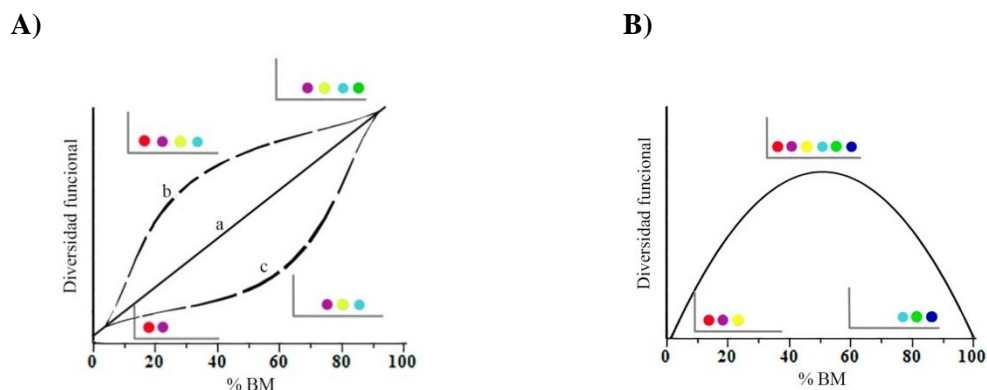 A)
B)
Diversidad funcional
b
a
c
0 20 40 60 80 100
% BM
Diversidad funcional
0 20 40 60 80 100
% BM